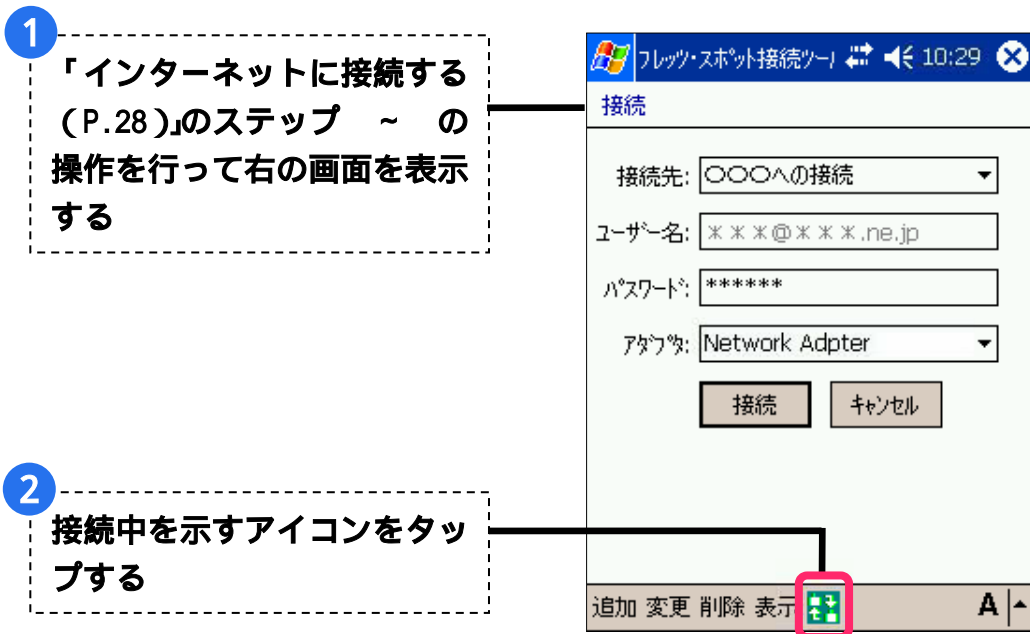 1
「インターネットに接続する
（P.28）」のステップ　~　の
操作を行って右の画面を表示
する
フレッツ・スポット接続ツール 10:29
接続
接続先: ○○○への接続
ユーザー名: ＊＊＊@＊＊＊.ne.jp
パスワード: ******
アダプタ: Network Adpter
接続 キャンセル
2
接続中を示すアイコンをタッ
プする
追加 変更 削除 表示 A